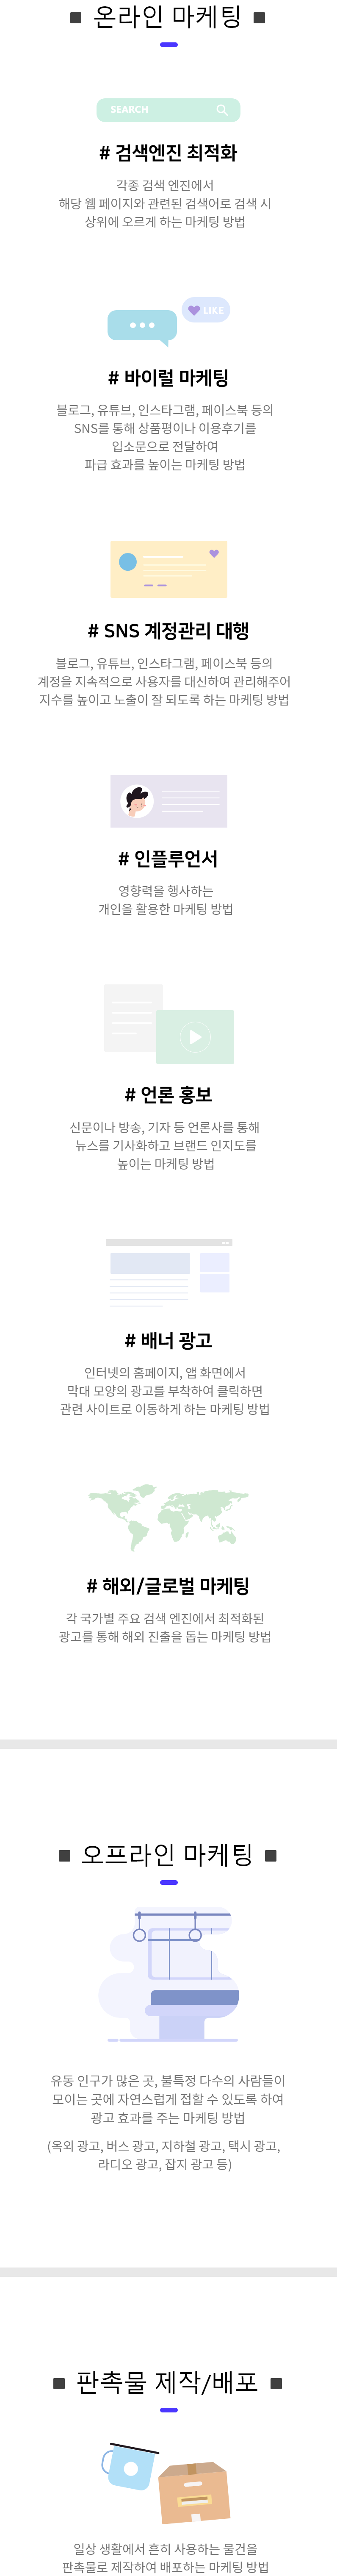 온라인 마케팅
SEARCH
# 검색엔진 최적화
각종 검색 엔진에서
해당 웹 페이지와 관련된 검색어로 검색 시
상위에 오르게 하는 마케팅 방법
LIKE
# 바이럴 마케팅
블로그, 유튜브, 인스타그램, 페이스북 등의
SNS를 통해 상품평이나 이용후기를
입소문으로 전달하여
파급 효과를 높이는 마케팅 방법
# SNS 계정관리 대행
블로그, 유튜브, 인스타그램, 페이스북 등의
계정을 지속적으로 사용자를 대신하여 관리해주어
지수를 높이고 노출이 잘 되도록 하는 마케팅 방법
# 인플루언서
영향력을 행사하는
개인을 활용한 마케팅 방법
# 언론 홍보
신문이나 방송, 기자 등 언론사를 통해
뉴스를 기사화하고 브랜드 인지도를
높이는 마케팅 방법
# 배너 광고
인터넷의 홈페이지, 앱 화면에서
막대 모양의 광고를 부착하여 클릭하면
관련 사이트로 이동하게 하는 마케팅 방법
# 해외/글로벌 마케팅
각 국가별 주요 검색 엔진에서 최적화된
광고를 통해 해외 진출을 돕는 마케팅 방법
오프라인 마케팅
유동 인구가 많은 곳, 불특정 다수의 사람들이
모이는 곳에 자연스럽게 접할 수 있도록 하여
광고 효과를 주는 마케팅 방법
(옥외 광고, 버스 광고, 지하철 광고, 택시 광고,
라디오 광고, 잡지 광고 등)
판촉물 제작/배포
일상 생활에서 흔히 사용하는 물건을
판촉물로 제작하여 배포하는 마케팅 방법